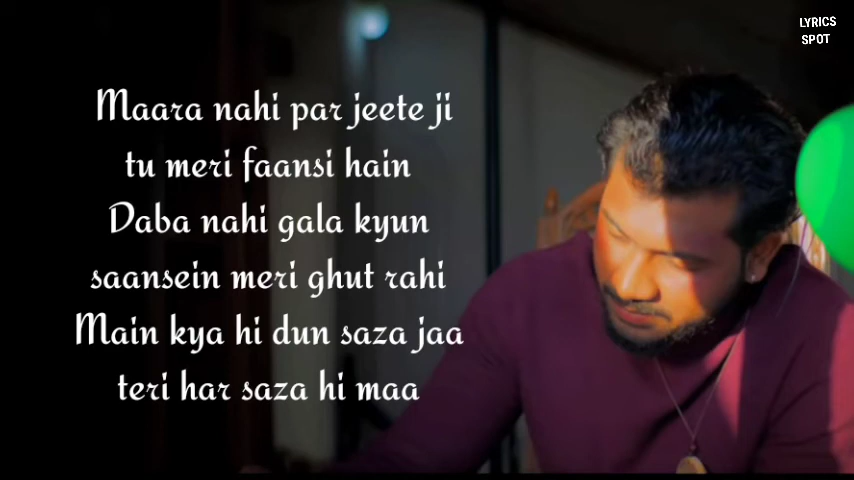 LYRICS
SPOT
Maara nahi par jeete ji
tu meri faansi hain
Daba nahi gala kyun
saansein meri ghut rahi
Main kya hi dun saza jaa
teri har saza hi maa